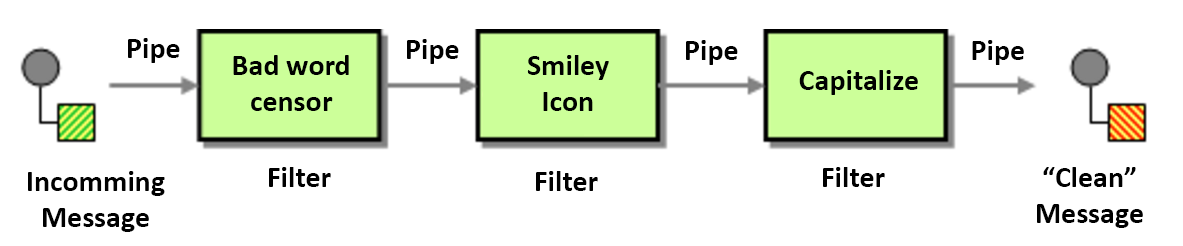 Pipe
Pipe
Pipe
Pipe
Bad word
censor
Smiley
Icon
Capitalize
Incomming
Message
Filter
Filter
Filter
“Clean”
Message